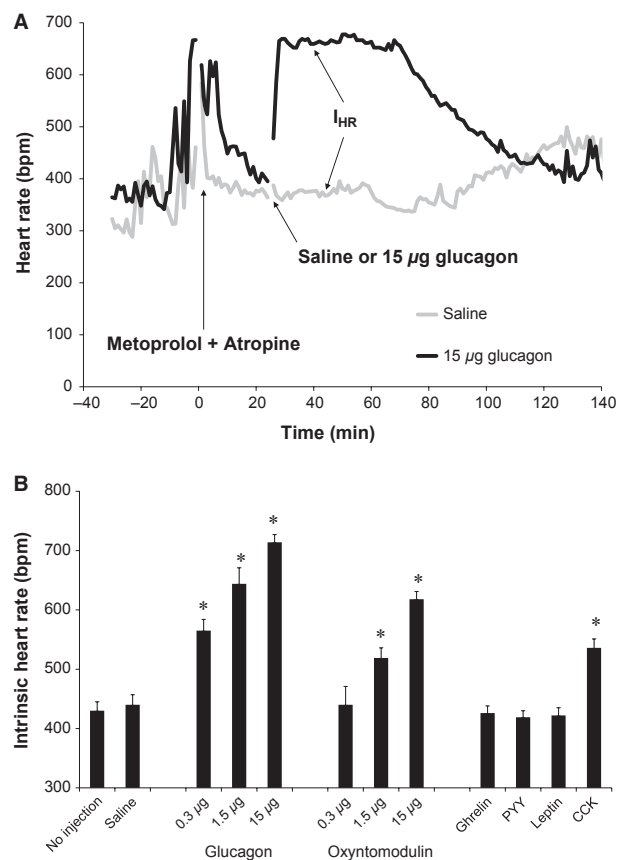 A
700
600
500
400
300
200
100
0
Heart rate (bpm)
I_HR
Saline or 15 µg glucagon
Metoprolol + Atropine
Saline
15 µg glucagon
–40 –20 0 20 40 60 80 100 120 140
Time (min)
B
800
700
600
500
400
300
Intrinsic heart rate (bpm)
* * * * * *
No injection Saline 0.3 µg 1.5 µg 15 µg 0.3 µg 1.5 µg 15 µg Ghrelin PYY Leptin CCK
Glucagon Oxyntomodulin